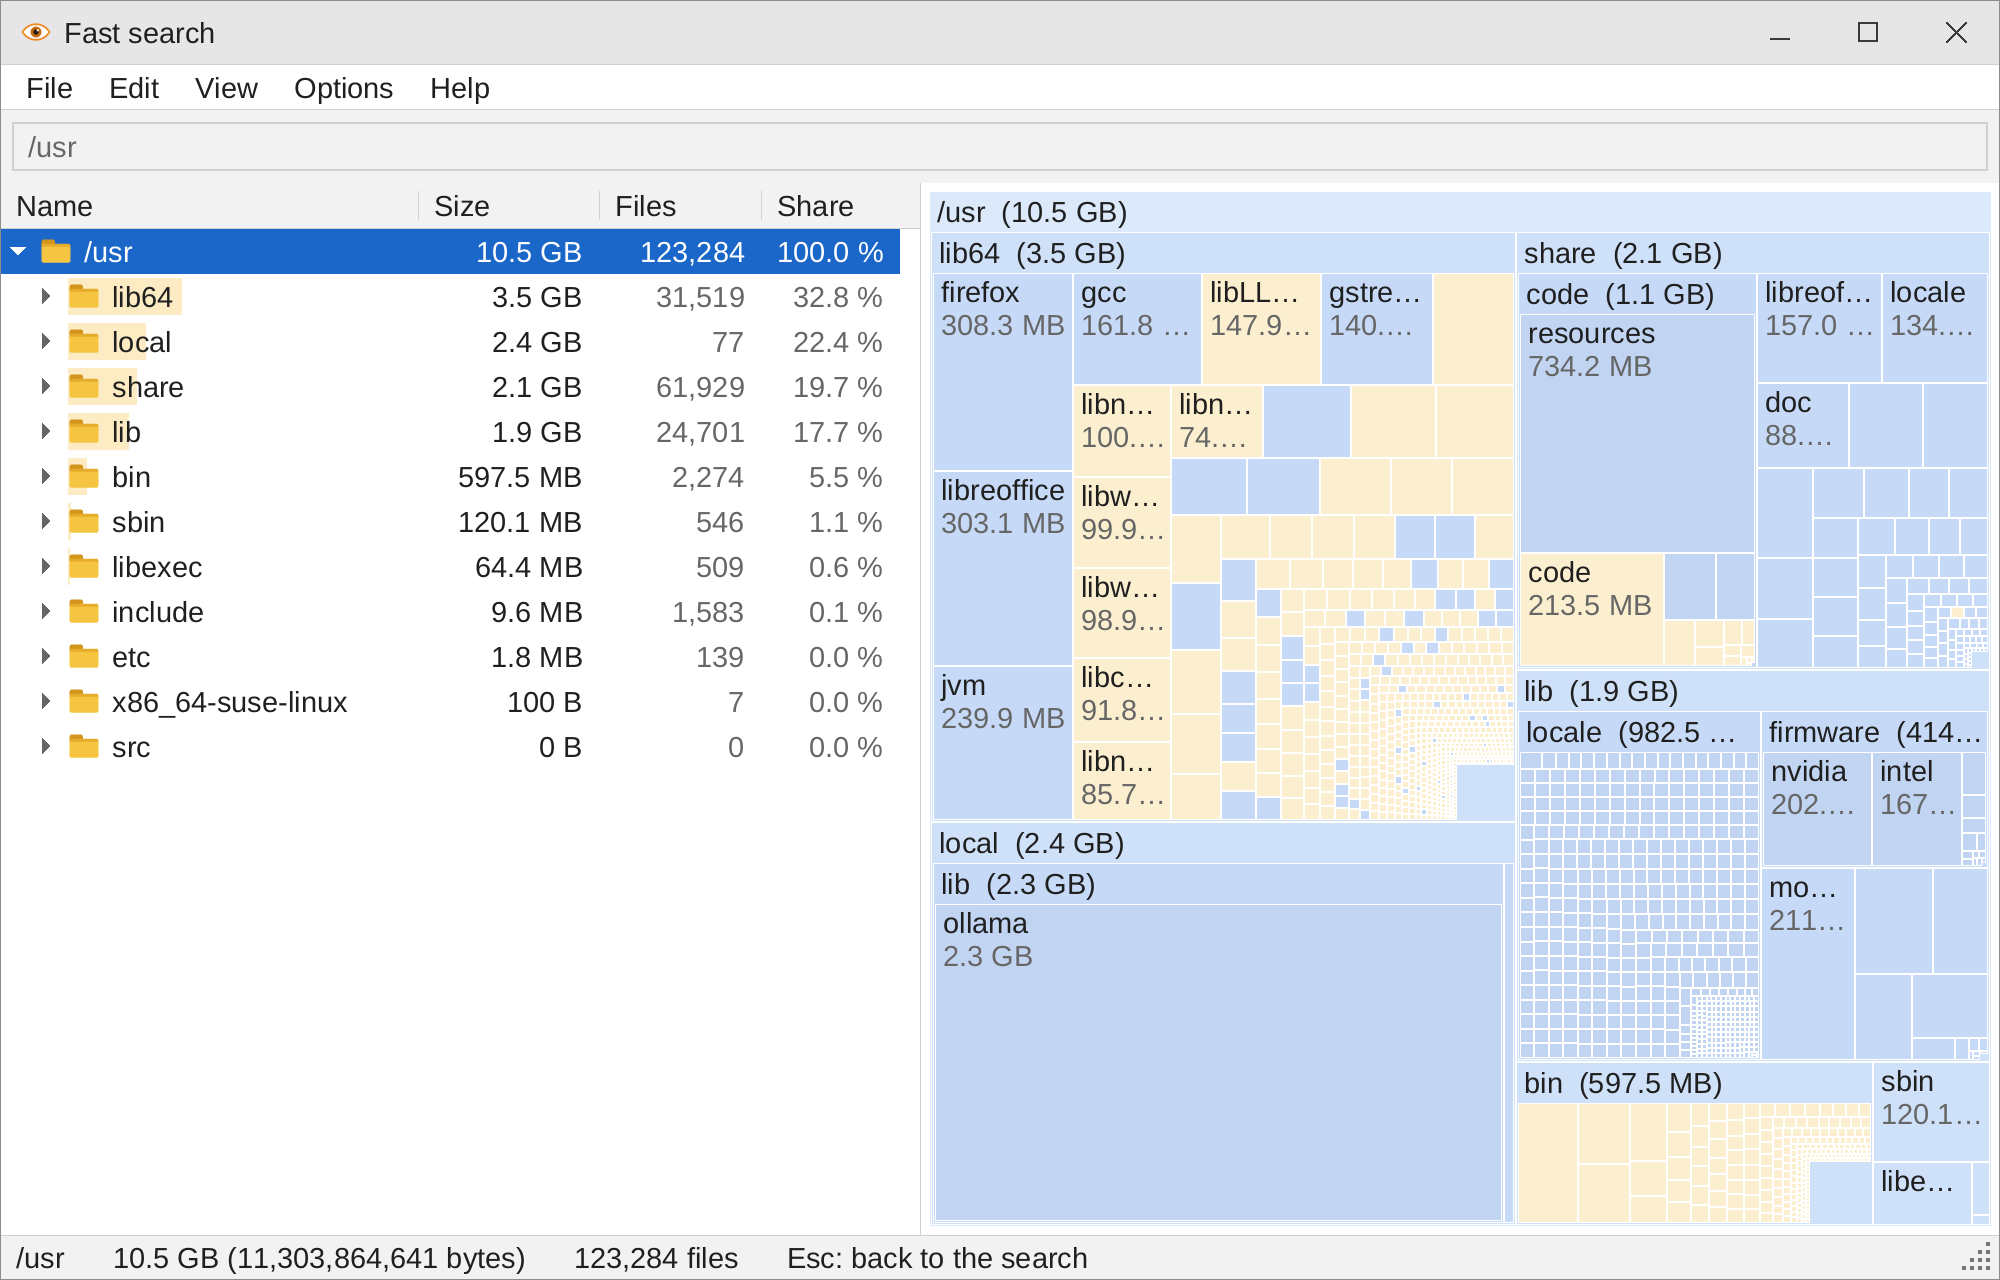 Fast search
File Edit View Options Help
/usr
Name Size Files Share
/usr 10.5 GB 123,284 100.0 %
lib64 3.5 GB 31,519 32.8 %
local 2.4 GB 77 22.4 %
share 2.1 GB 61,929 19.7 %
lib 1.9 GB 24,701 17.7 %
bin 597.5 MB 2,274 5.5 %
sbin 120.1 MB 546 1.1 %
libexec 64.4 MB 509 0.6 %
include 9.6 MB 1,583 0.1 %
etc 1.8 MB 139 0.0 %
x86_64-suse-linux 100 B 7 0.0 %
src 0 B 0 0.0 %
/usr (10.5 GB)
lib64 (3.5 GB)
firefox
308.3 MB
gcc
161.8 …
libLL…
147.9…
gstre…
140.…
libn…
100.…
libn…
74.…
libreoffice
303.1 MB
libw…
99.9…
libw…
98.9…
jvm
239.9 MB
libc…
91.8…
libn…
85.7…
local (2.4 GB)
lib (2.3 GB)
ollama
2.3 GB
share (2.1 GB)
code (1.1 GB)
resources
734.2 MB
code
213.5 MB
libreof…
157.0 …
locale
134.…
doc
88.…
lib (1.9 GB)
locale (982.5 …
firmware (414…
nvidia
202.…
intel
167…
mo…
211…
bin (597.5 MB)
sbin
120.1…
libe…
/usr 10.5 GB (11,303,864,641 bytes) 123,284 files Esc: back to the search